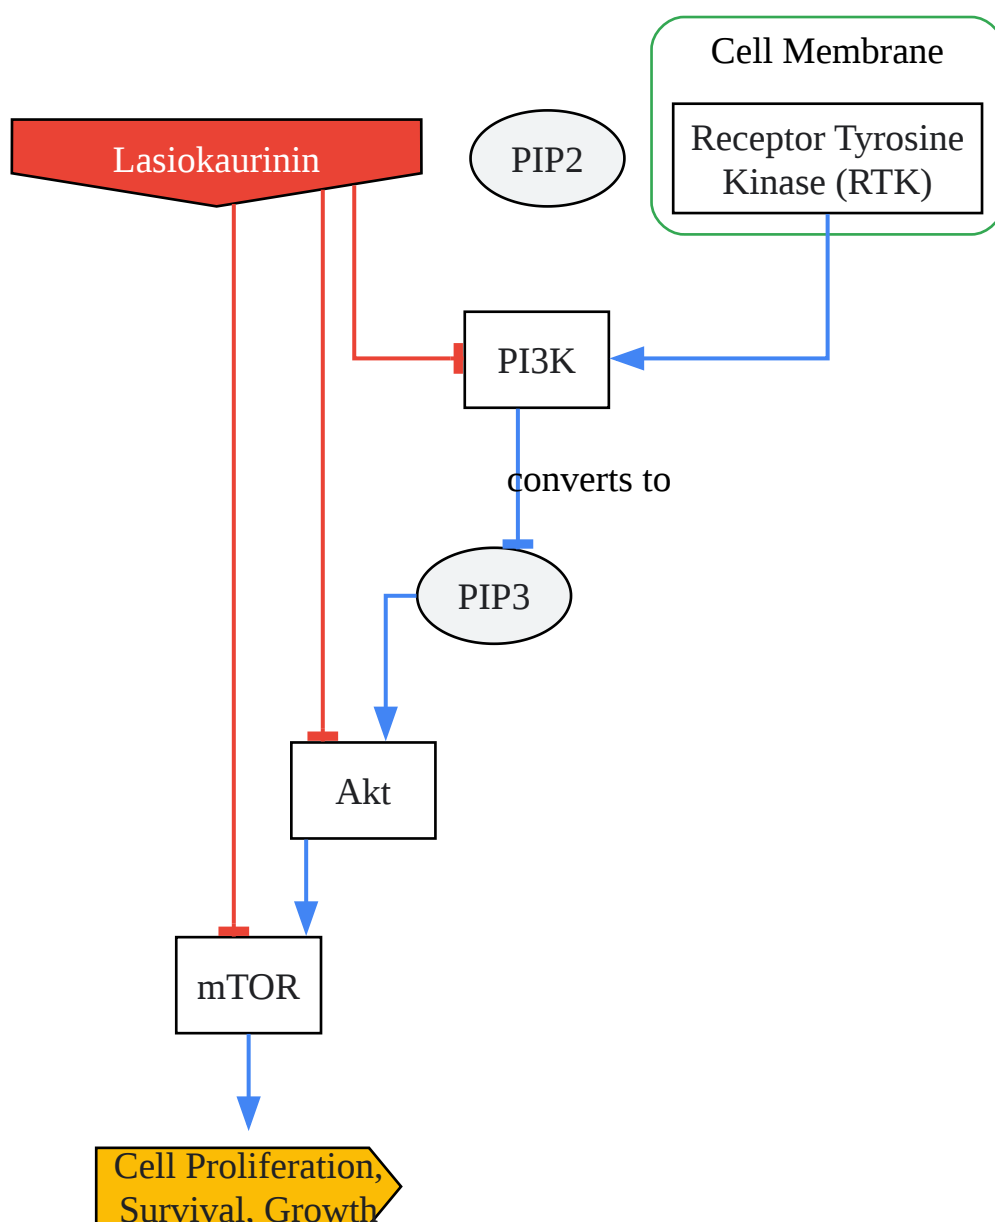 Cell Membrane
Lasiokaurinin
PIP2
Receptor Tyrosine
Kinase (RTK)
PI3K
converts to
PIP3
Akt
mTOR
Cell Proliferation,
Survival, Growth